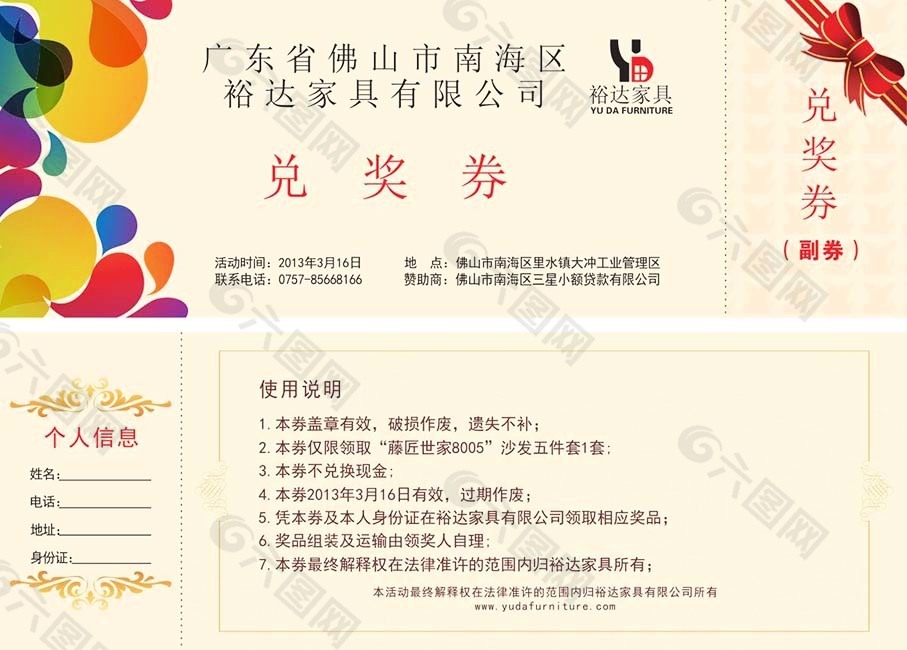 广东省佛山市南海区
裕达家具有限公司
裕达家具
YU DA FURNITURE
兑奖券
活动时间：2013年3月16日
地 点：佛山市南海区里水镇大冲工业管理区
联系电话：0757-85668166
赞助商：佛山市南海区三星小额贷款有限公司
兑奖券
（副券）
个人信息
姓名:
电话:
地址:
身份证:
使用说明
1.本券盖章有效，破损作废，遗失不补；
2.本券仅限领取“藤匠世家8005”沙发五件套1套;
3.本券不兑换现金;
4.本券2013年3月16日有效，过期作废；
5.凭本券及本人身份证在裕达家具有限公司领取相应奖品；
6.奖品组装及运输由领奖人自理;
7.本券最终解释权在法律准许的范围内归裕达家具所有；
本活动最终解释权在法律准许的范围内归裕达家具有限公司所有
www.yudafurniture.com
六图网